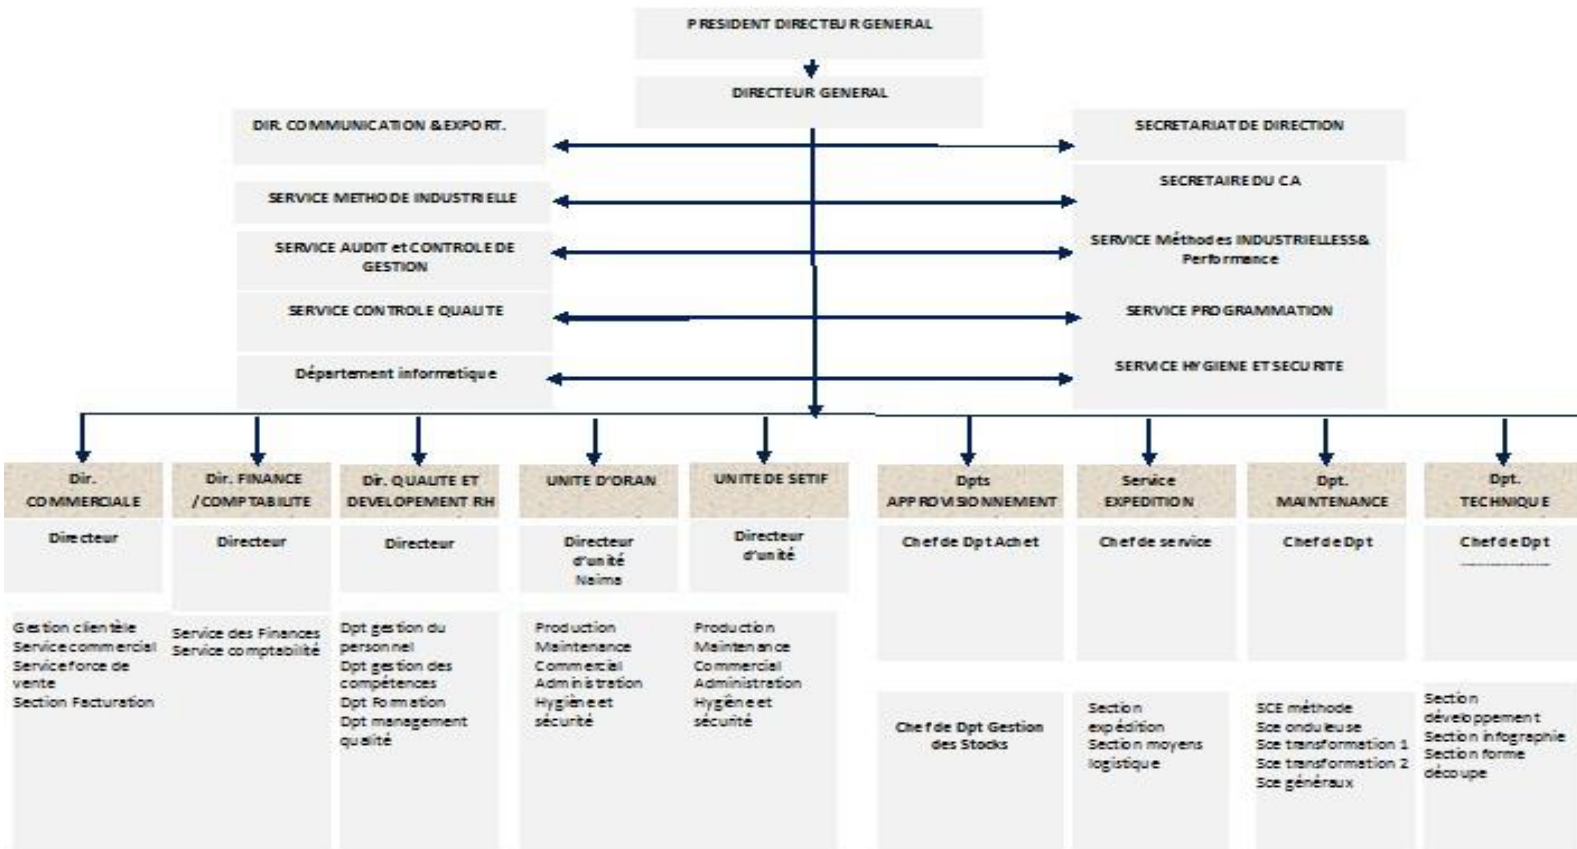 PRESIDENT DIRECTEUR GENERAL
DIRECTEUR GENERAL
DIR. COMMUNICATION & EXPORT.
SECRETARIAT DE DIRECTION
SERVICE METHODE INDUSTRIELLE
SECRETAIRE DU CA
SERVICE AUDIT et CONTROLE DE
GESTION
SERVICE Méthodes INDUSTRIELLESS&
Performance
SERVICE CONTROLE QUALITE
SERVICE PROGRAMMATION
Département informatique
SERVICE HYGIENE ET SECURITE
Dir.
COMMERCIALE
Directeur
Gestion clientèle
Service commercial
Service force de
vente
Section Facturation
Dir. FINANCE
/COMPTABILITE
Directeur
Service des Finances
Service comptabilité
Dir. QUALITE ET
DEVELOPEMENT RH
Directeur
Dpt gestion du
personnel
Dpt gestion des
compétences
Dpt Formation
Dpt management
qualité
UNITE D'ORAN
Directeur
d'unité
Naima
Production
Maintenance
Commercial
Administration
Hygiène et
sécurité
UNITE DE SETIF
Directeur
d'unité
Production
Maintenance
Commercial
Administration
Hygiène et
sécurité
Dpts
APPROVISIONNEMENT
Chef de Dpt Achet
Chef de Dpt Gestion
des Stocks
Service
EXPEDITION
Chef de service
Section
expédition
Section moyens
logistique
Dpt.
MAINTENANCE
Chef de Dpt
SCE méthode
Sce onduleuse
Sce transformation 1
Sce transformation 2
Sce généraux
Dpt.
TECHNIQUE
Chef de Dpt
Section
développement
Section infographie
Section forme
découpe